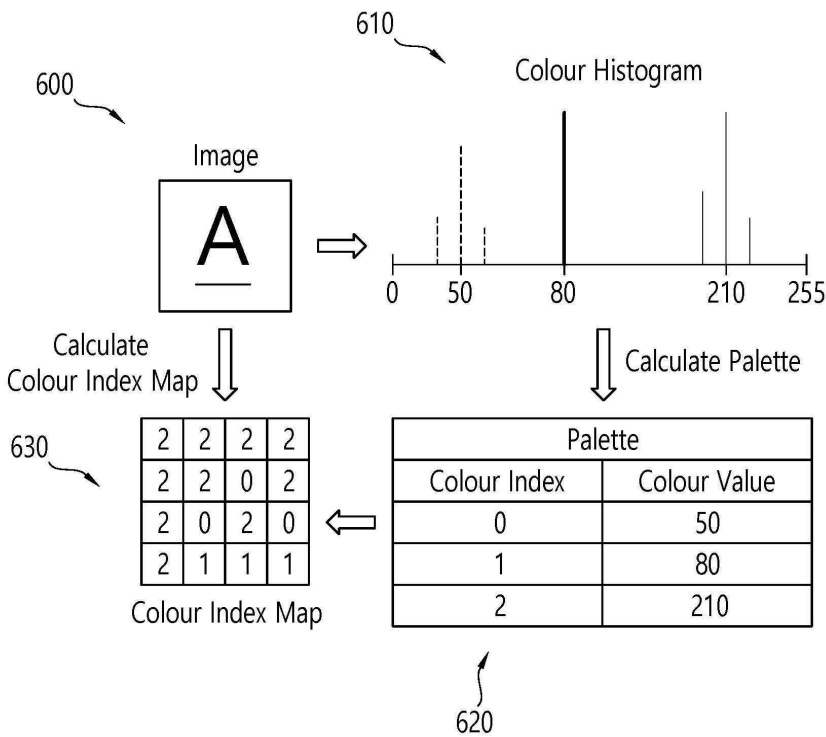 610
Colour Histogram
600
Image
A
0 50 80 210 255
Calculate
Colour Index Map
Calculate Palette
630
2 2 2 2
2 2 0 2
2 0 2 0
2 1 1 1
Colour Index Map
Palette
Colour Index Colour Value
0 50
1 80
2 210
620